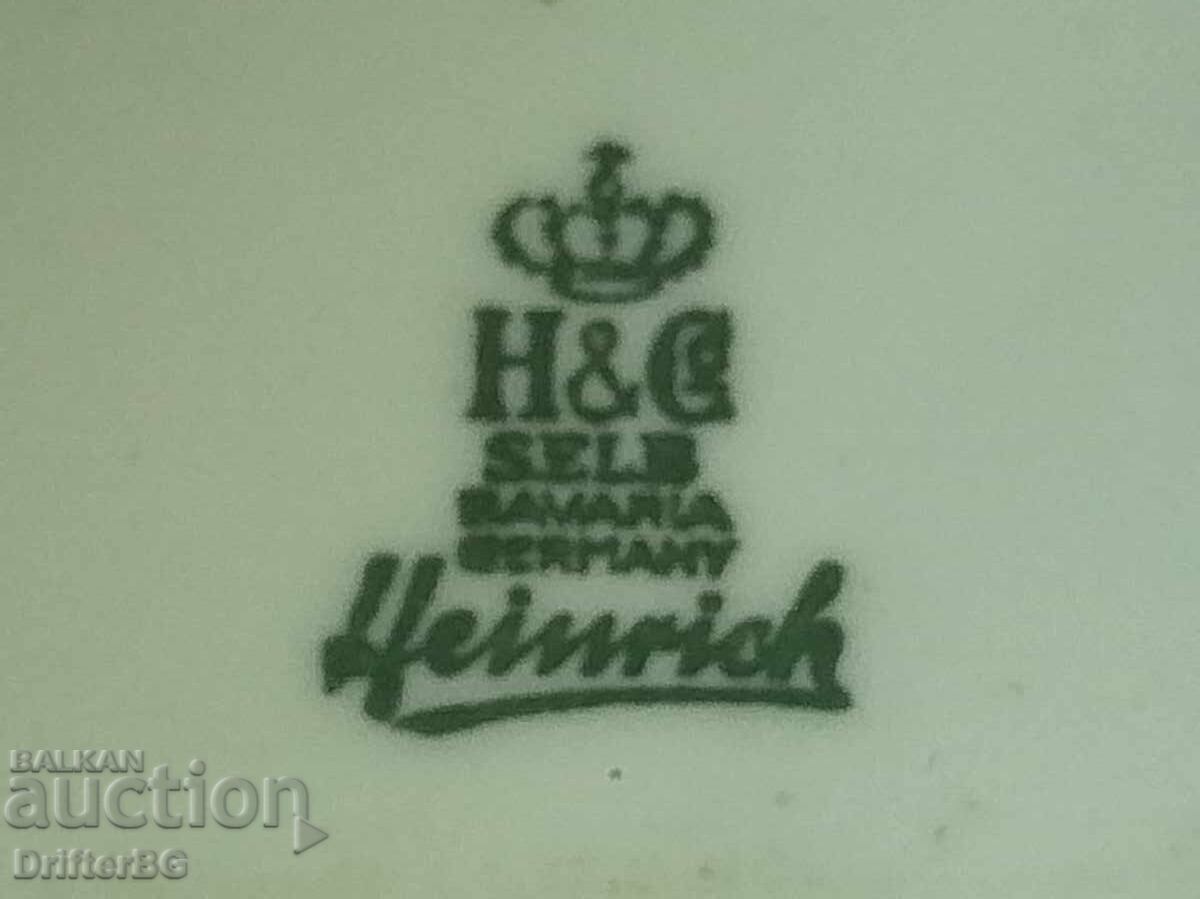 H&C
SELB
BAVARIA
GERMANY
Heinrich
BALKAN
auction
DrifterBG